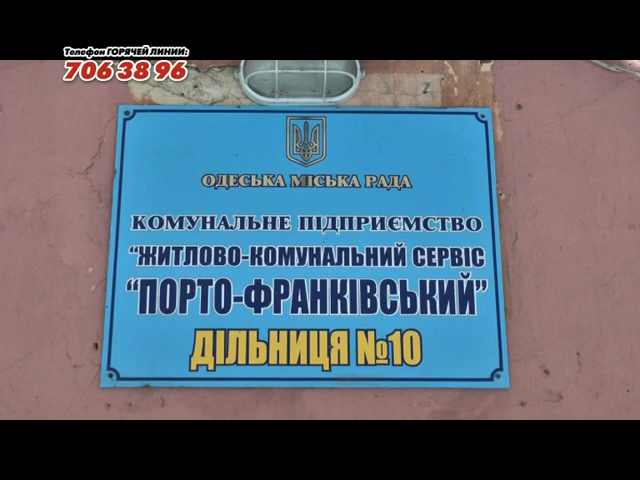 Телефон ГОРЯЧЕЙ ЛИНИИ:
706 38 96
ОДЕСЬКА МІСЬКА РАДА
КОМУНАЛЬНЕ ПІДПРИЄМСТВО
"ЖИТЛОВО-КОМУНАЛЬНИЙ СЕРВІС
"ПОРТО-ФРАНКІВСЬКИЙ"
ДІЛЬНИЦЯ №10